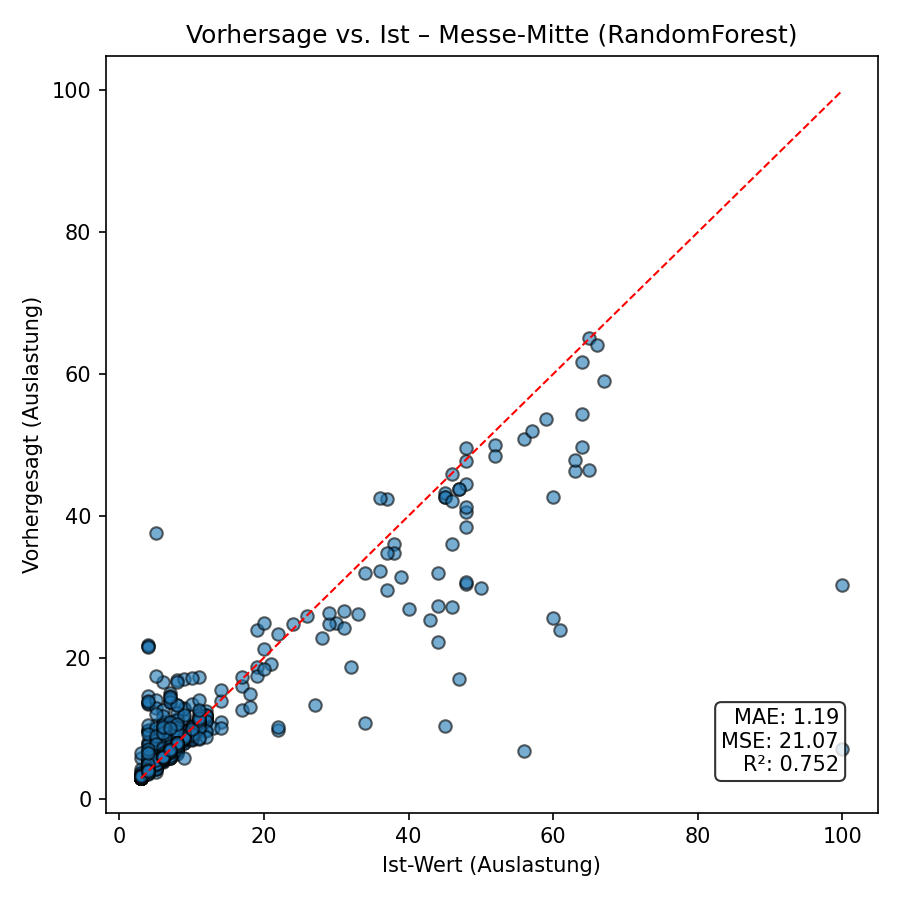 Vorhersage vs. Ist – Messe-Mitte (RandomForest)
100
80
60
40
20
0
Vorhergesagt (Auslastung)
MAE: 1.19
MSE: 21.07
R²: 0.752
0 20 40 60 80 100
Ist-Wert (Auslastung)